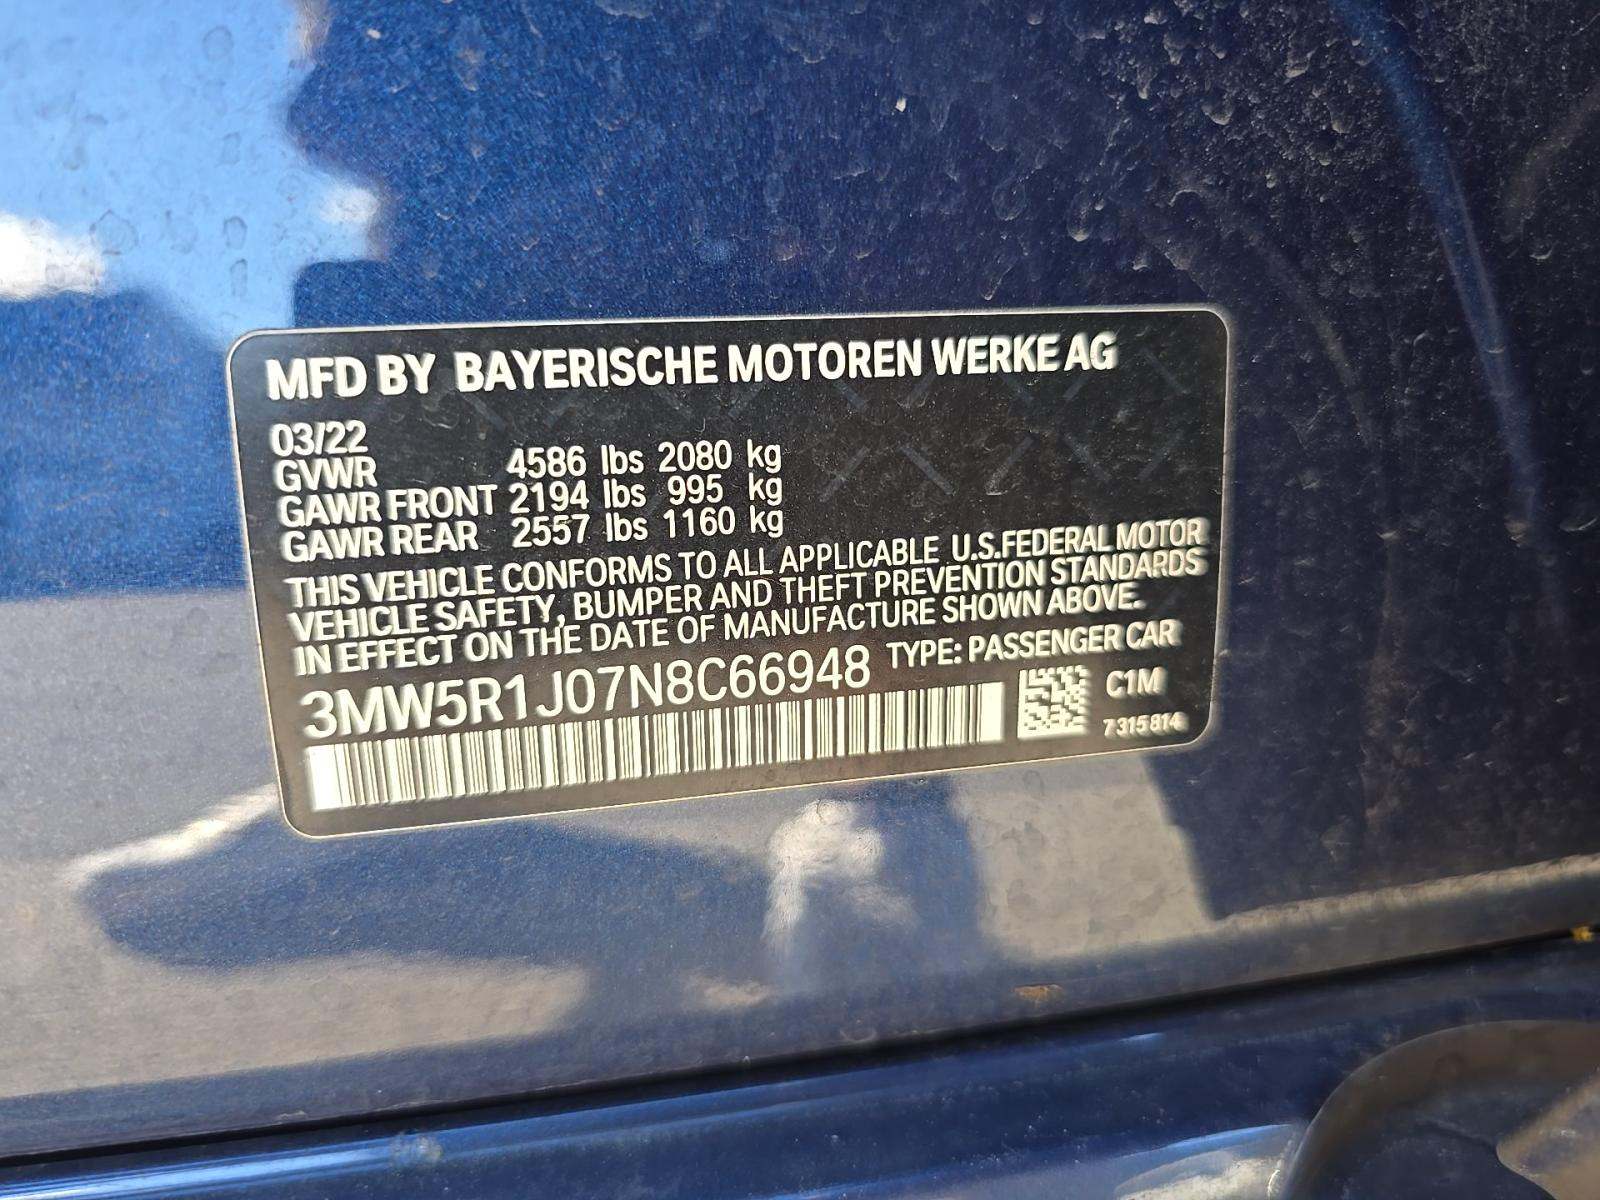 MFD BY BAYERISCHE MOTOREN WERKE AG
03/22
GVWR 4586 lbs 2080 kg
GAWR FRONT 2194 lbs 995 kg
GAWR REAR 2557 lbs 1160 kg
THIS VEHICLE CONFORMS TO ALL APPLICABLE U.S.FEDERAL MOTOR
VEHICLE SAFETY, BUMPER AND THEFT PREVENTION STANDARDS
IN EFFECT ON THE DATE OF MANUFACTURE SHOWN ABOVE.
3MW5R1J07N8C66948 TYPE: PASSENGER CAR
C1M
7 315 814